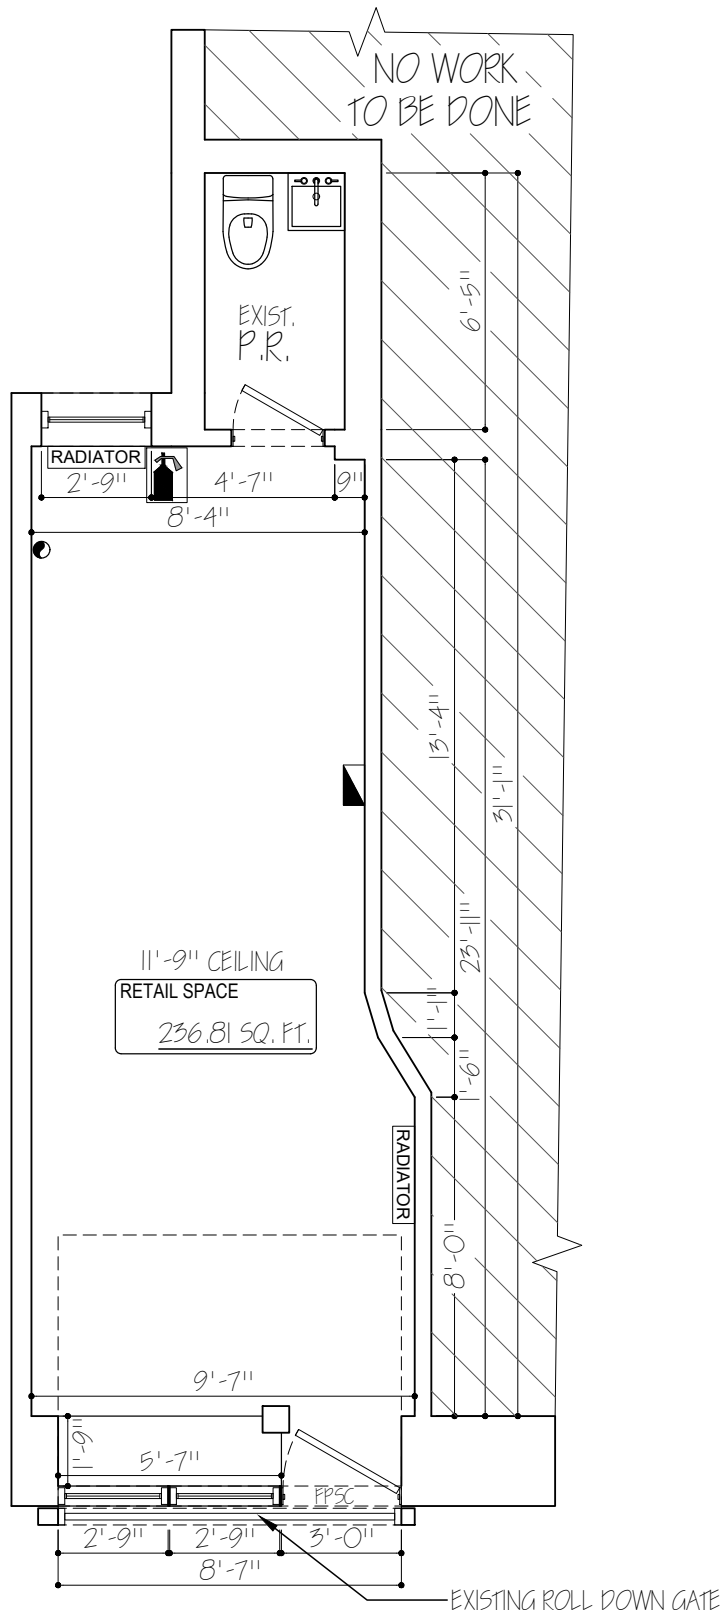 NO WORK
TO BE DONE
6'-5"
EXIST.
P.R.
RADIATOR
2'-9"
4'-7"
9"
8'-4"
13'-4"
31'-1"
11'-9" CEILING
RETAIL SPACE
236.81 SQ. FT.
23'-11"
1'-1"
1'-6"
RADIATOR
8'-0"
9'-7"
1'-9"
5'-7"
FPSC
2'-9"
2'-9"
3'-0"
8'-7"
EXISTING ROLL DOWN GATE